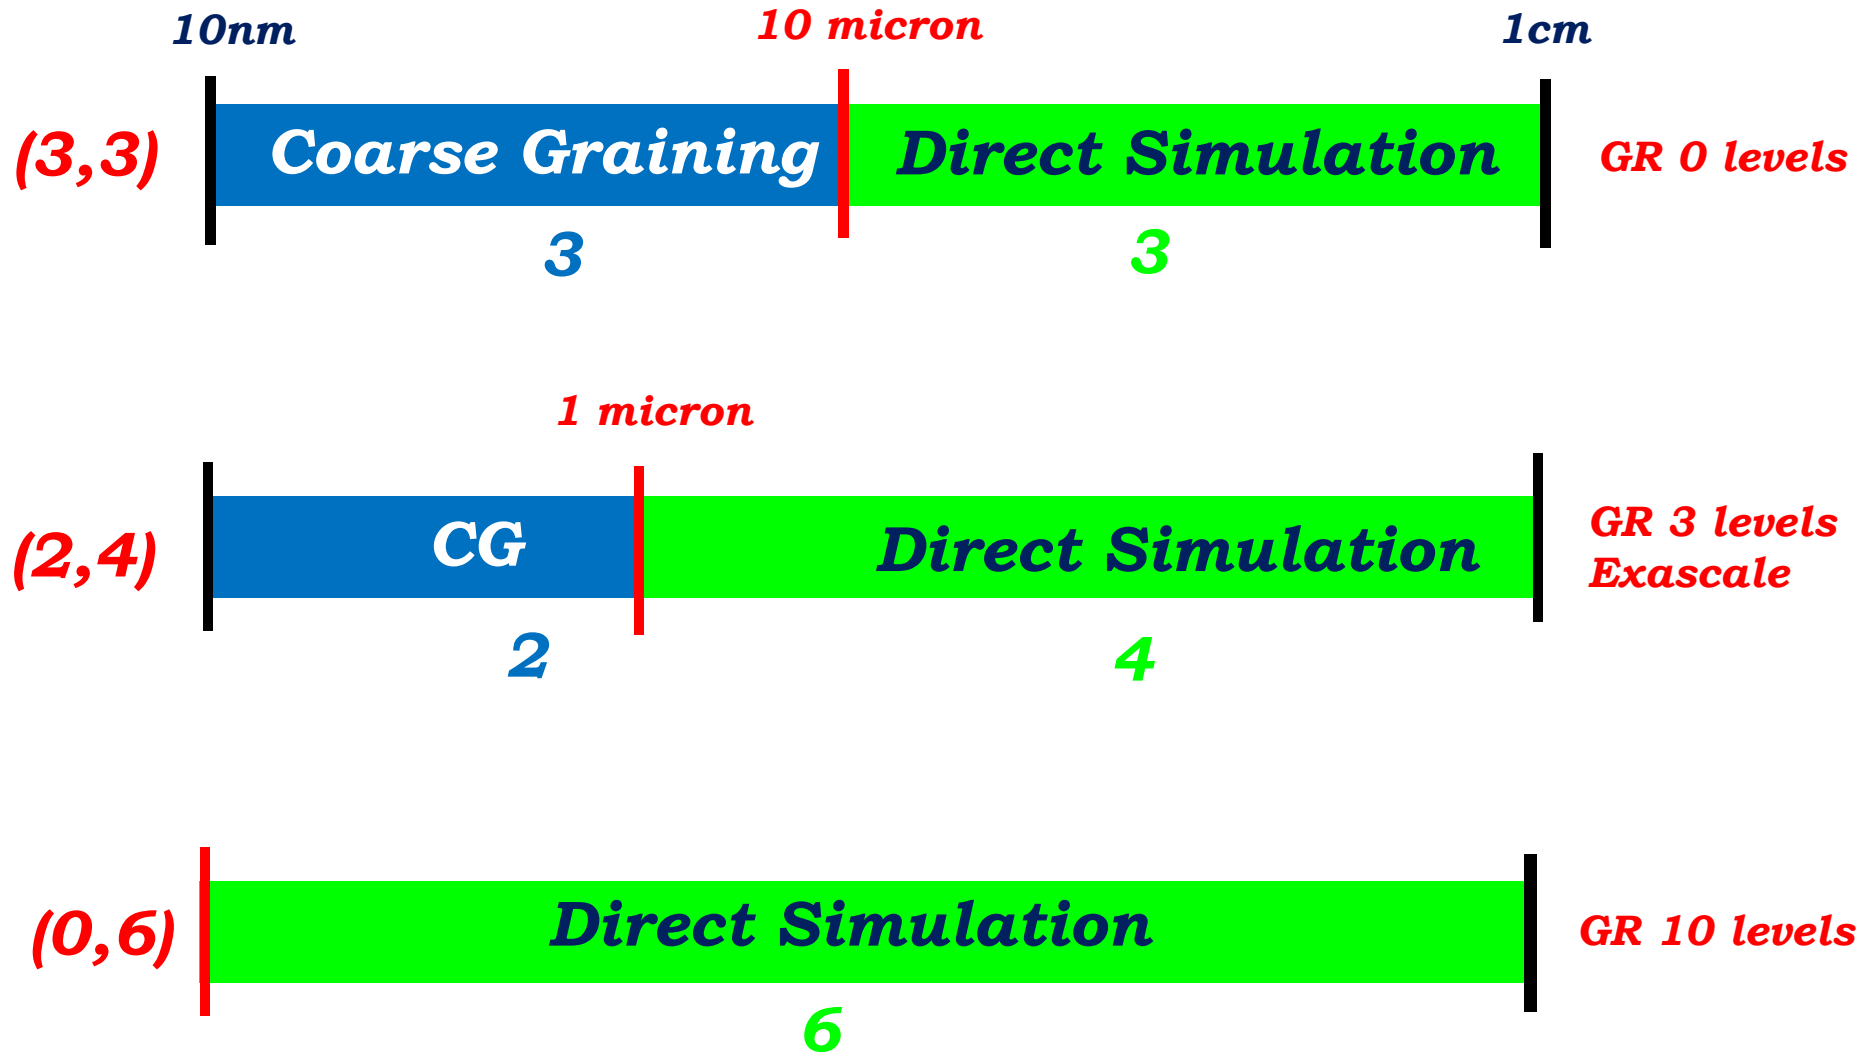 10nm
10 micron
1cm
(3,3)
Coarse Graining
Direct Simulation
GR 0 levels
3
3
1 micron
(2,4)
CG
Direct Simulation
GR 3 levels
Exascale
2
4
(0,6)
Direct Simulation
GR 10 levels
6